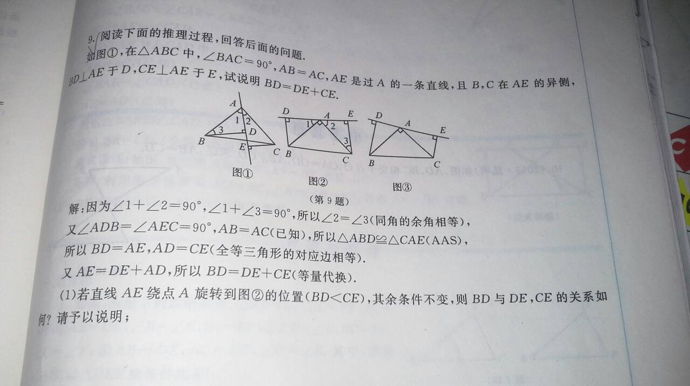 9. 阅读下面的推理过程,回答后面的问题.
如图①,在△ABC 中,∠BAC=90°,AB=AC,AE 是过 A 的一条直线,且 B,C 在 AE 的异侧,
BD⊥AE 于 D,CE⊥AE 于 E,试说明 BD=DE+CE.
A
1
2
3
D
B
E
C
图①
D
A
E
1
2
3
B
C
图②
D
A
E
B
C
图③
(第 9 题)
解:因为∠1+∠2=90°,∠1+∠3=90°,所以∠2=∠3(同角的余角相等),
又∠ADB=∠AEC=90°,AB=AC(已知),所以△ABD≌△CAE(AAS),
所以 BD=AE,AD=CE(全等三角形的对应边相等).
又 AE=DE+AD,所以 BD=DE+CE(等量代换).
(1)若直线 AE 绕点 A 旋转到图②的位置(BD<CE),其余条件不变,则 BD 与 DE,CE 的关系如
何? 请予以说明;